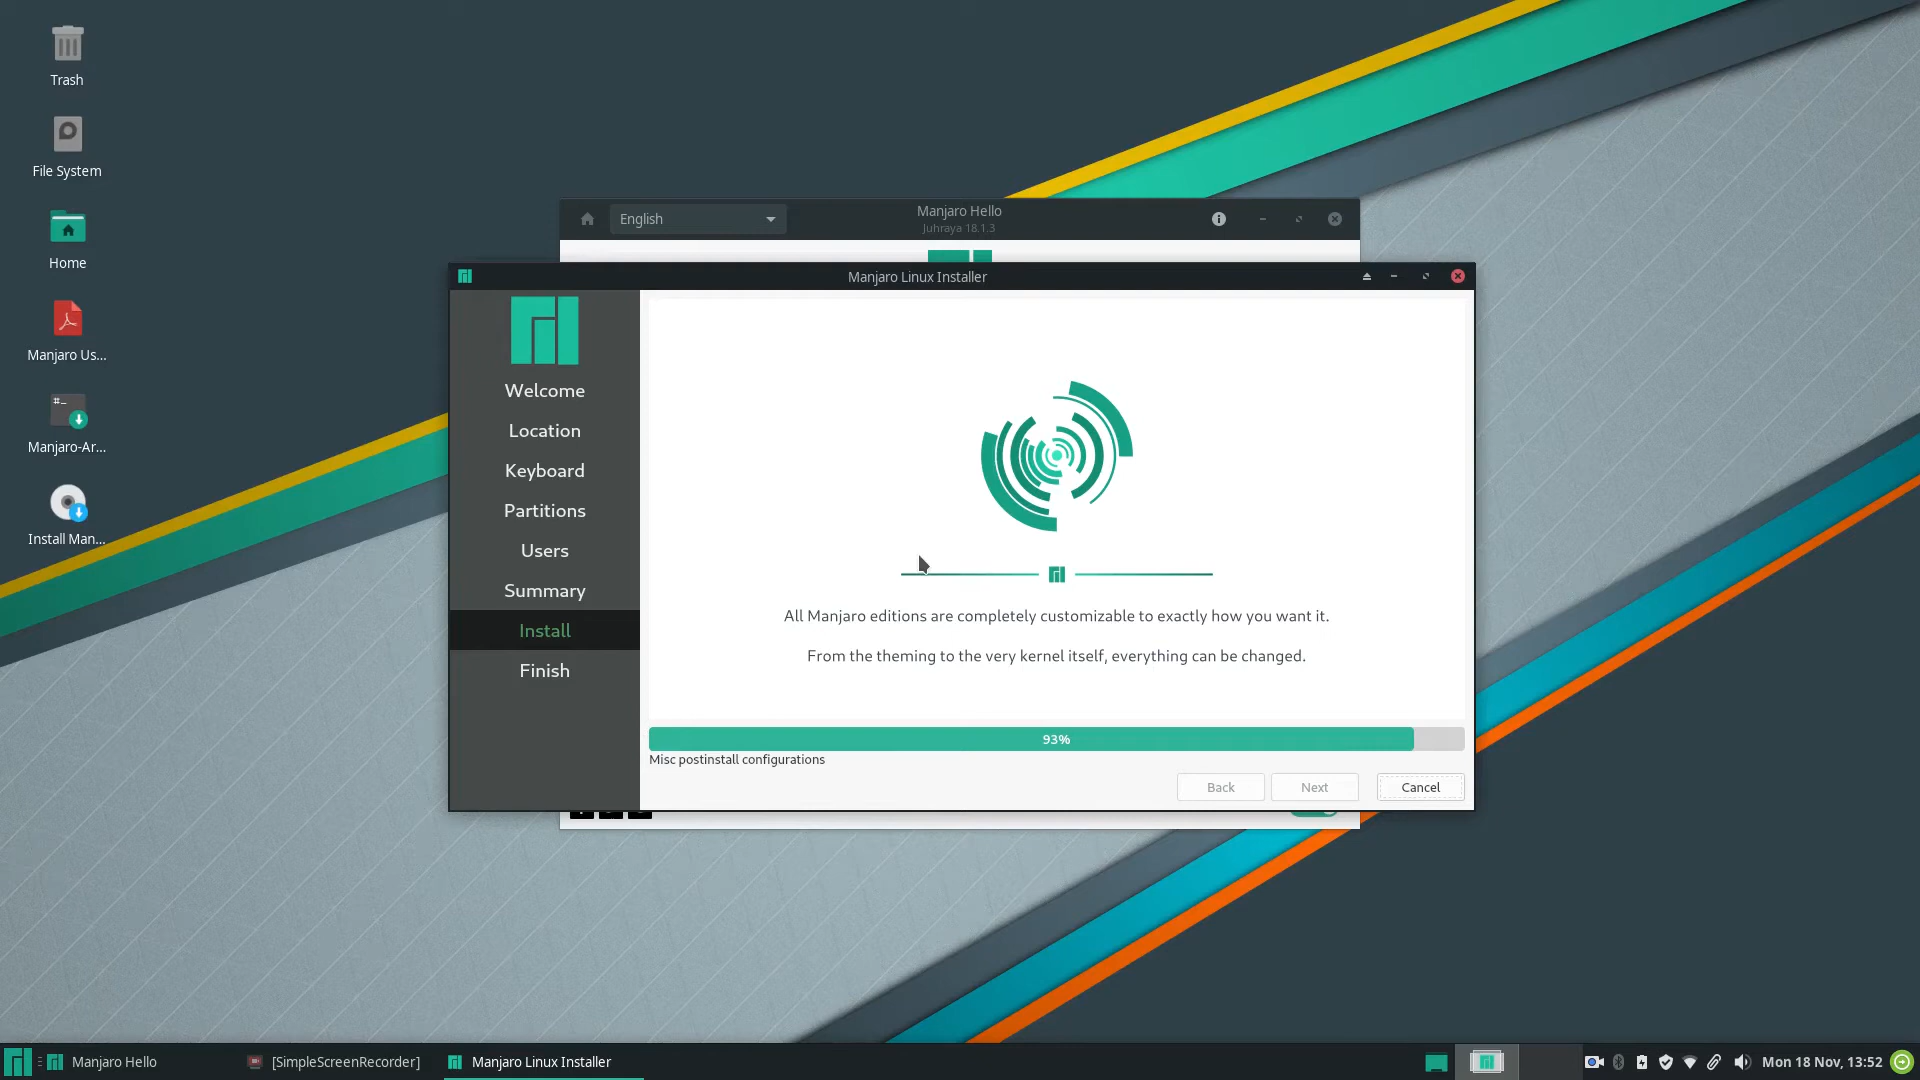 Trash
File System
Home
Manjaro Us...
Manjaro-Ar...
Install Man...
English
Manjaro Hello
Juhraya 18.1.3
Manjaro Linux Installer
Welcome
Location
Keyboard
Partitions
Users
Summary
Install
Finish
All Manjaro editions are completely customizable to exactly how you want it.
From the theming to the very kernel itself, everything can be changed.
93%
Misc postinstall configurations
Back
Next
Cancel
Manjaro Hello
[SimpleScreenRecorder]
Manjaro Linux Installer
Mon 18 Nov, 13:52